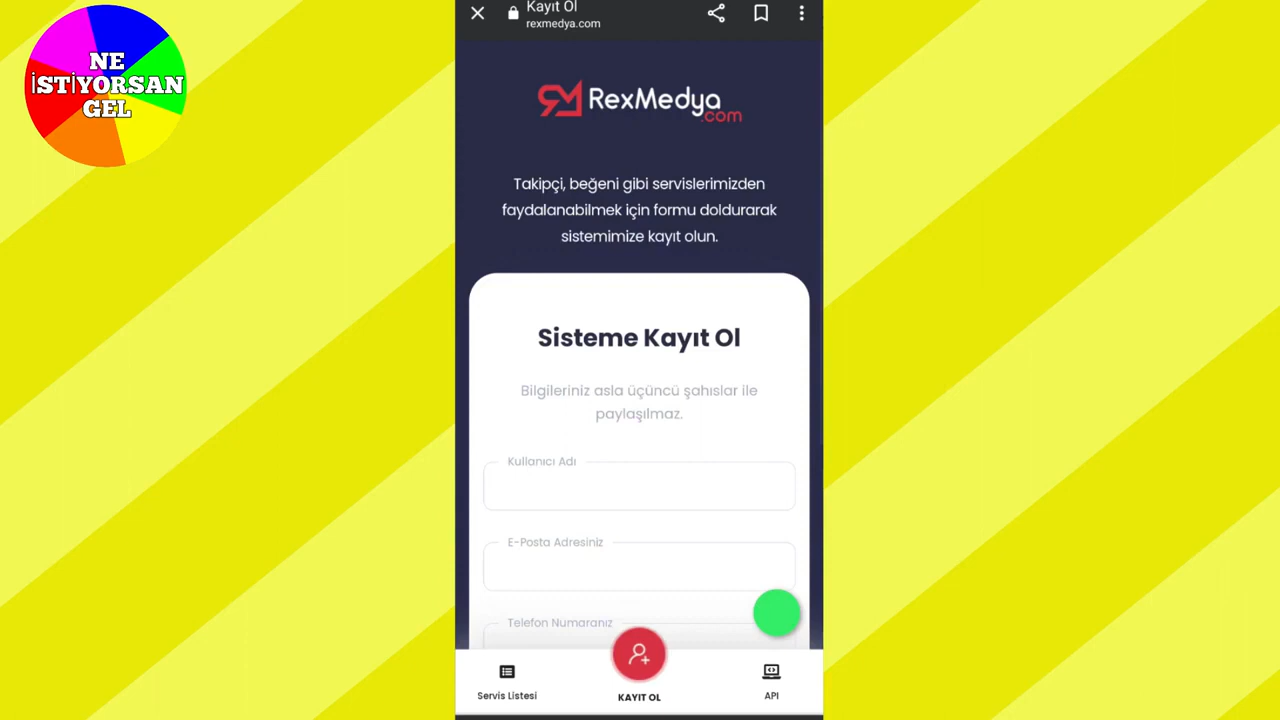 NE
İSTİYORSAN
GEL
Kayıt Ol
rexmedya.com
RexMedya
.com
Takipçi, beğeni gibi servislerimizden
faydalanabilmek için formu doldurarak
sistemimize kayıt olun.
Sisteme Kayıt Ol
Bilgileriniz asla üçüncü şahıslar ile
paylaşılmaz.
Kullanıcı Adı
E-Posta Adresiniz
Telefon Numaranız
Servis Listesi
KAYIT OL
API